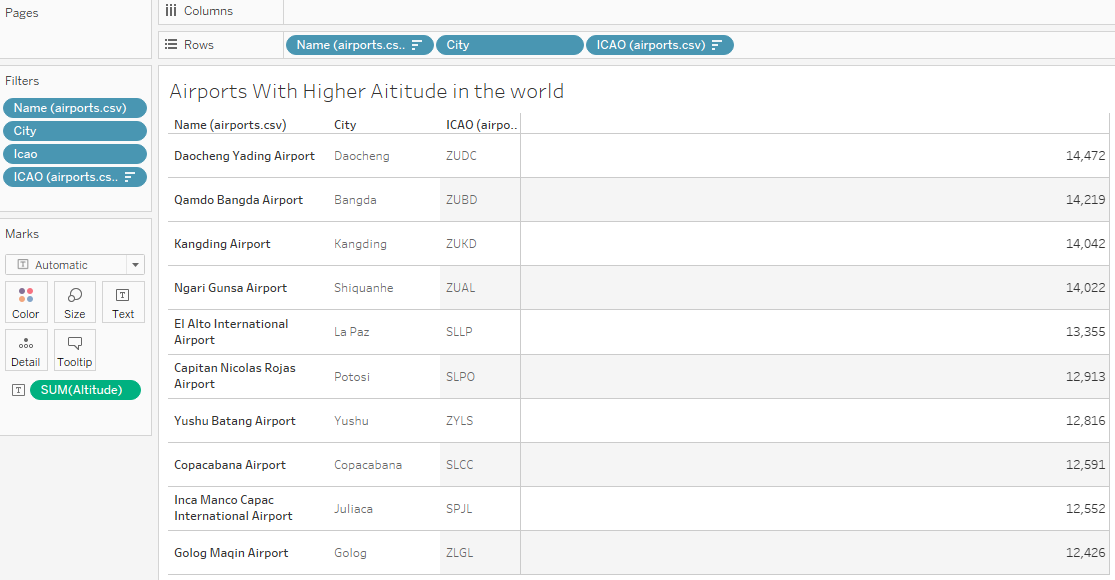 Pages
Columns
Rows
Name (airports.cs..
City
ICAO (airports.csv)
Filters
Name (airports.csv)
City
Icao
ICAO (airports.cs..
Marks
Automatic
Color
Size
Text
Detail
Tooltip
SUM(Altitude)
Airports With Higher Aititude in the world
Name (airports.csv) City ICAO (airpo..
Daocheng Yading Airport Daocheng ZUDC 14,472
Qamdo Bangda Airport Bangda ZUBD 14,219
Kangding Airport Kangding ZUKD 14,042
Ngari Gunsa Airport Shiquanhe ZUAL 14,022
El Alto International
Airport La Paz SLLP 13,355
Capitan Nicolas Rojas
Airport Potosi SLPO 12,913
Yushu Batang Airport Yushu ZYLS 12,816
Copacabana Airport Copacabana SLCC 12,591
Inca Manco Capac
International Airport Juliaca SPJL 12,552
Golog Maqin Airport Golog ZLGL 12,426